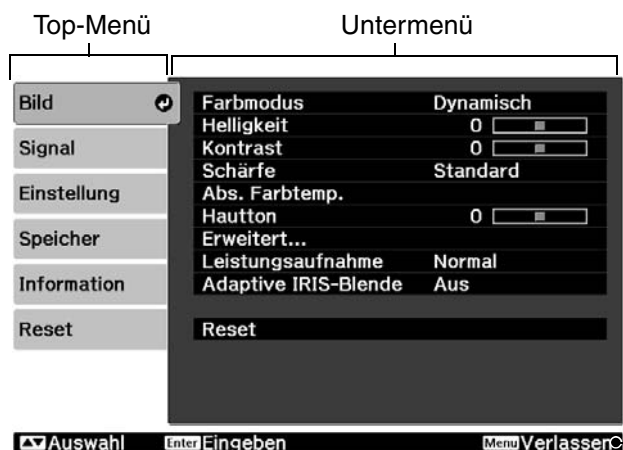 Top-Menü Untermenü
Bild
Signal
Einstellung
Speicher
Information
Reset
Farbmodus Dynamisch
Helligkeit 0
Kontrast 0
Schärfe Standard
Abs. Farbtemp.
Hautton 0
Erweitert...
Leistungsaufnahme Normal
Adaptive IRIS-Blende Aus
Reset
Auswahl Enter Eingeben Menu Verlassen